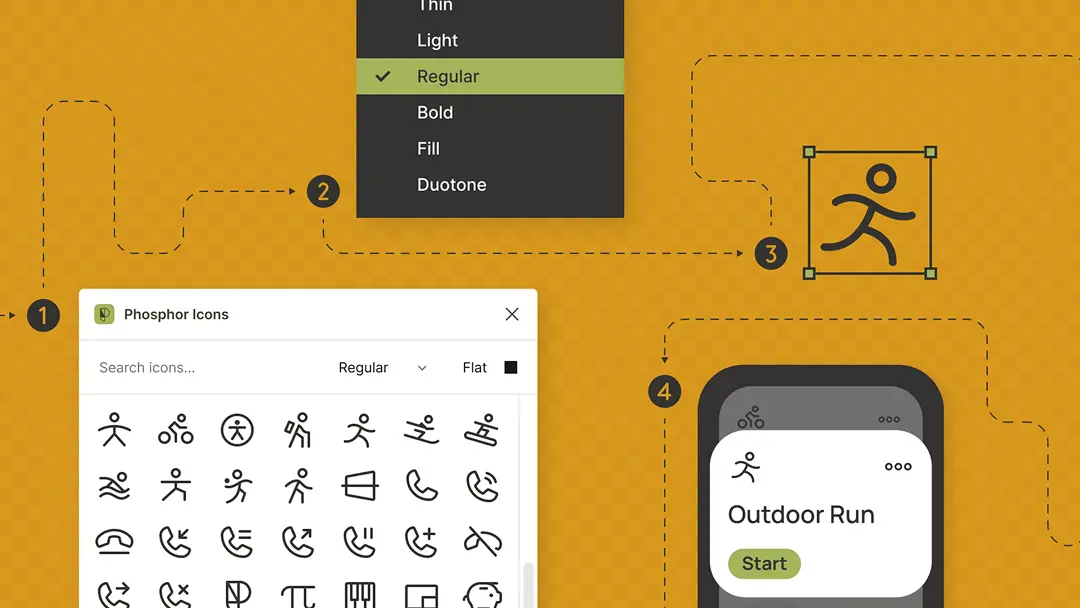 Thin
Light
Regular
Bold
Fill
Duotone
2
3
1
Phosphor Icons
Search icons...
Regular
Flat
4
Outdoor Run
Start